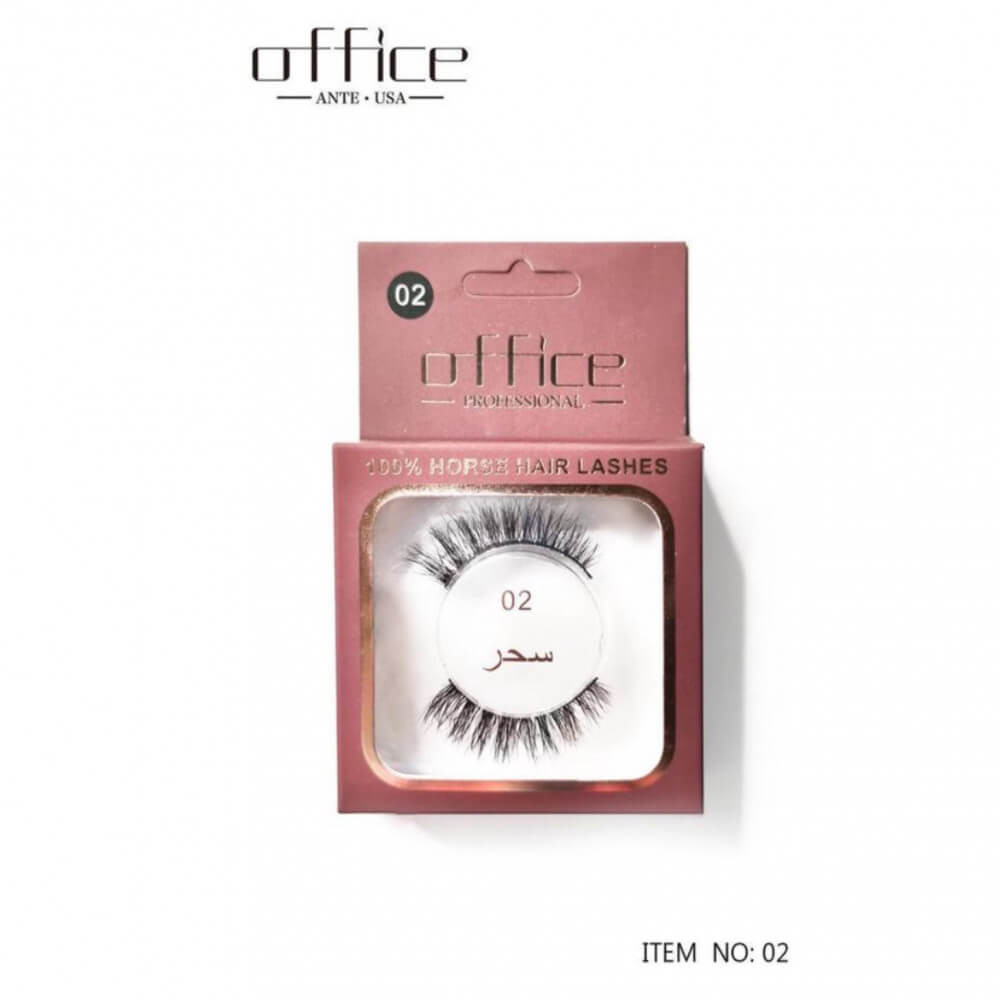 office
ANTE • USA
02
office
PROFESSIONAL
100% HORSE HAIR LASHES
02
سحر
ITEM NO: 02